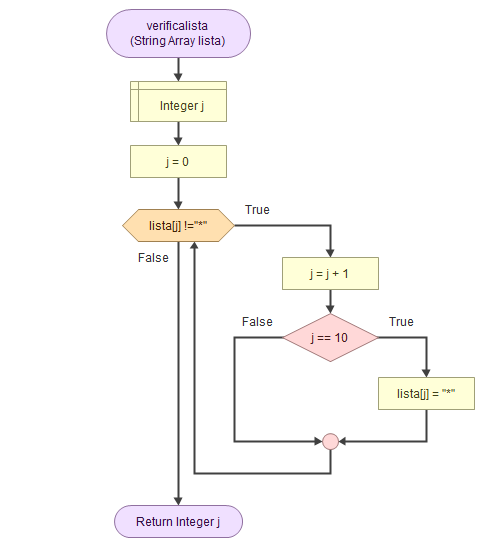 verificalista
(String Array lista)
Integer j
j = 0
lista[j] !="*"
True
False
j = j + 1
False
j == 10
True
lista[j] = "*"
Return Integer j